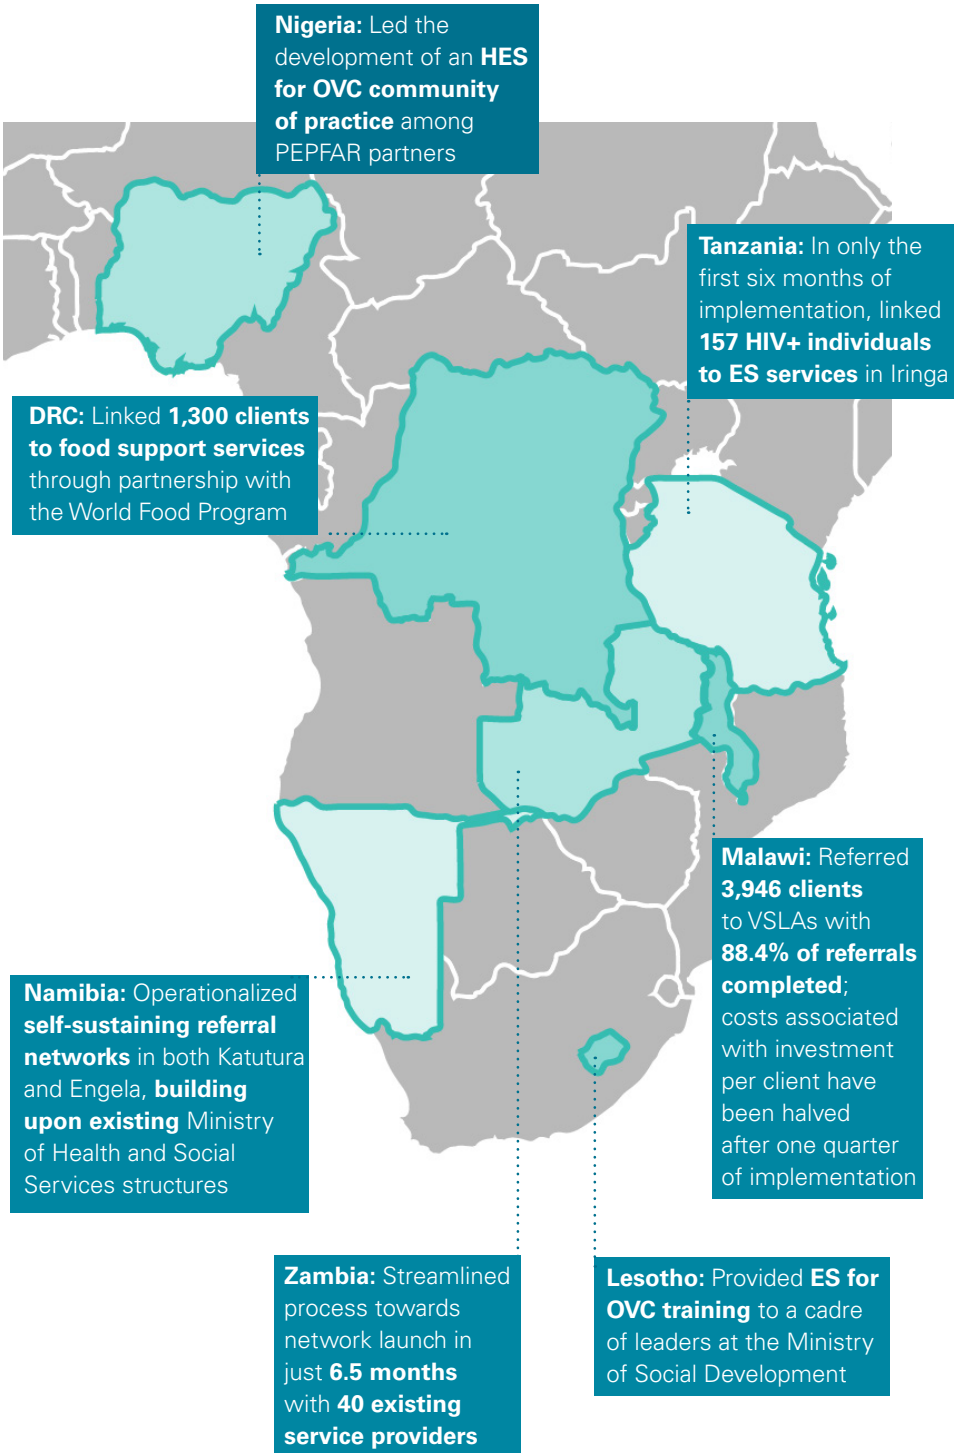 Nigeria: Led the
development of an HES
for OVC community
of practice among
PEPFAR partners
Tanzania: In only the
first six months of
implementation, linked
157 HIV+ individuals
to ES services in Iringa
DRC: Linked 1,300 clients
to food support services
through partnership with
the World Food Program
Malawi: Referred
3,946 clients
to VSLAs with
88.4% of referrals
completed;
costs associated
with investment
per client have
been halved
after one quarter
of implementation
Namibia: Operationalized
self-sustaining referral
networks in both Katutura
and Engela, building
upon existing Ministry
of Health and Social
Services structures
Zambia: Streamlined
process towards
network launch in
just 6.5 months
with 40 existing
service providers
Lesotho: Provided ES for
OVC training to a cadre
of leaders at the Ministry
of Social Development